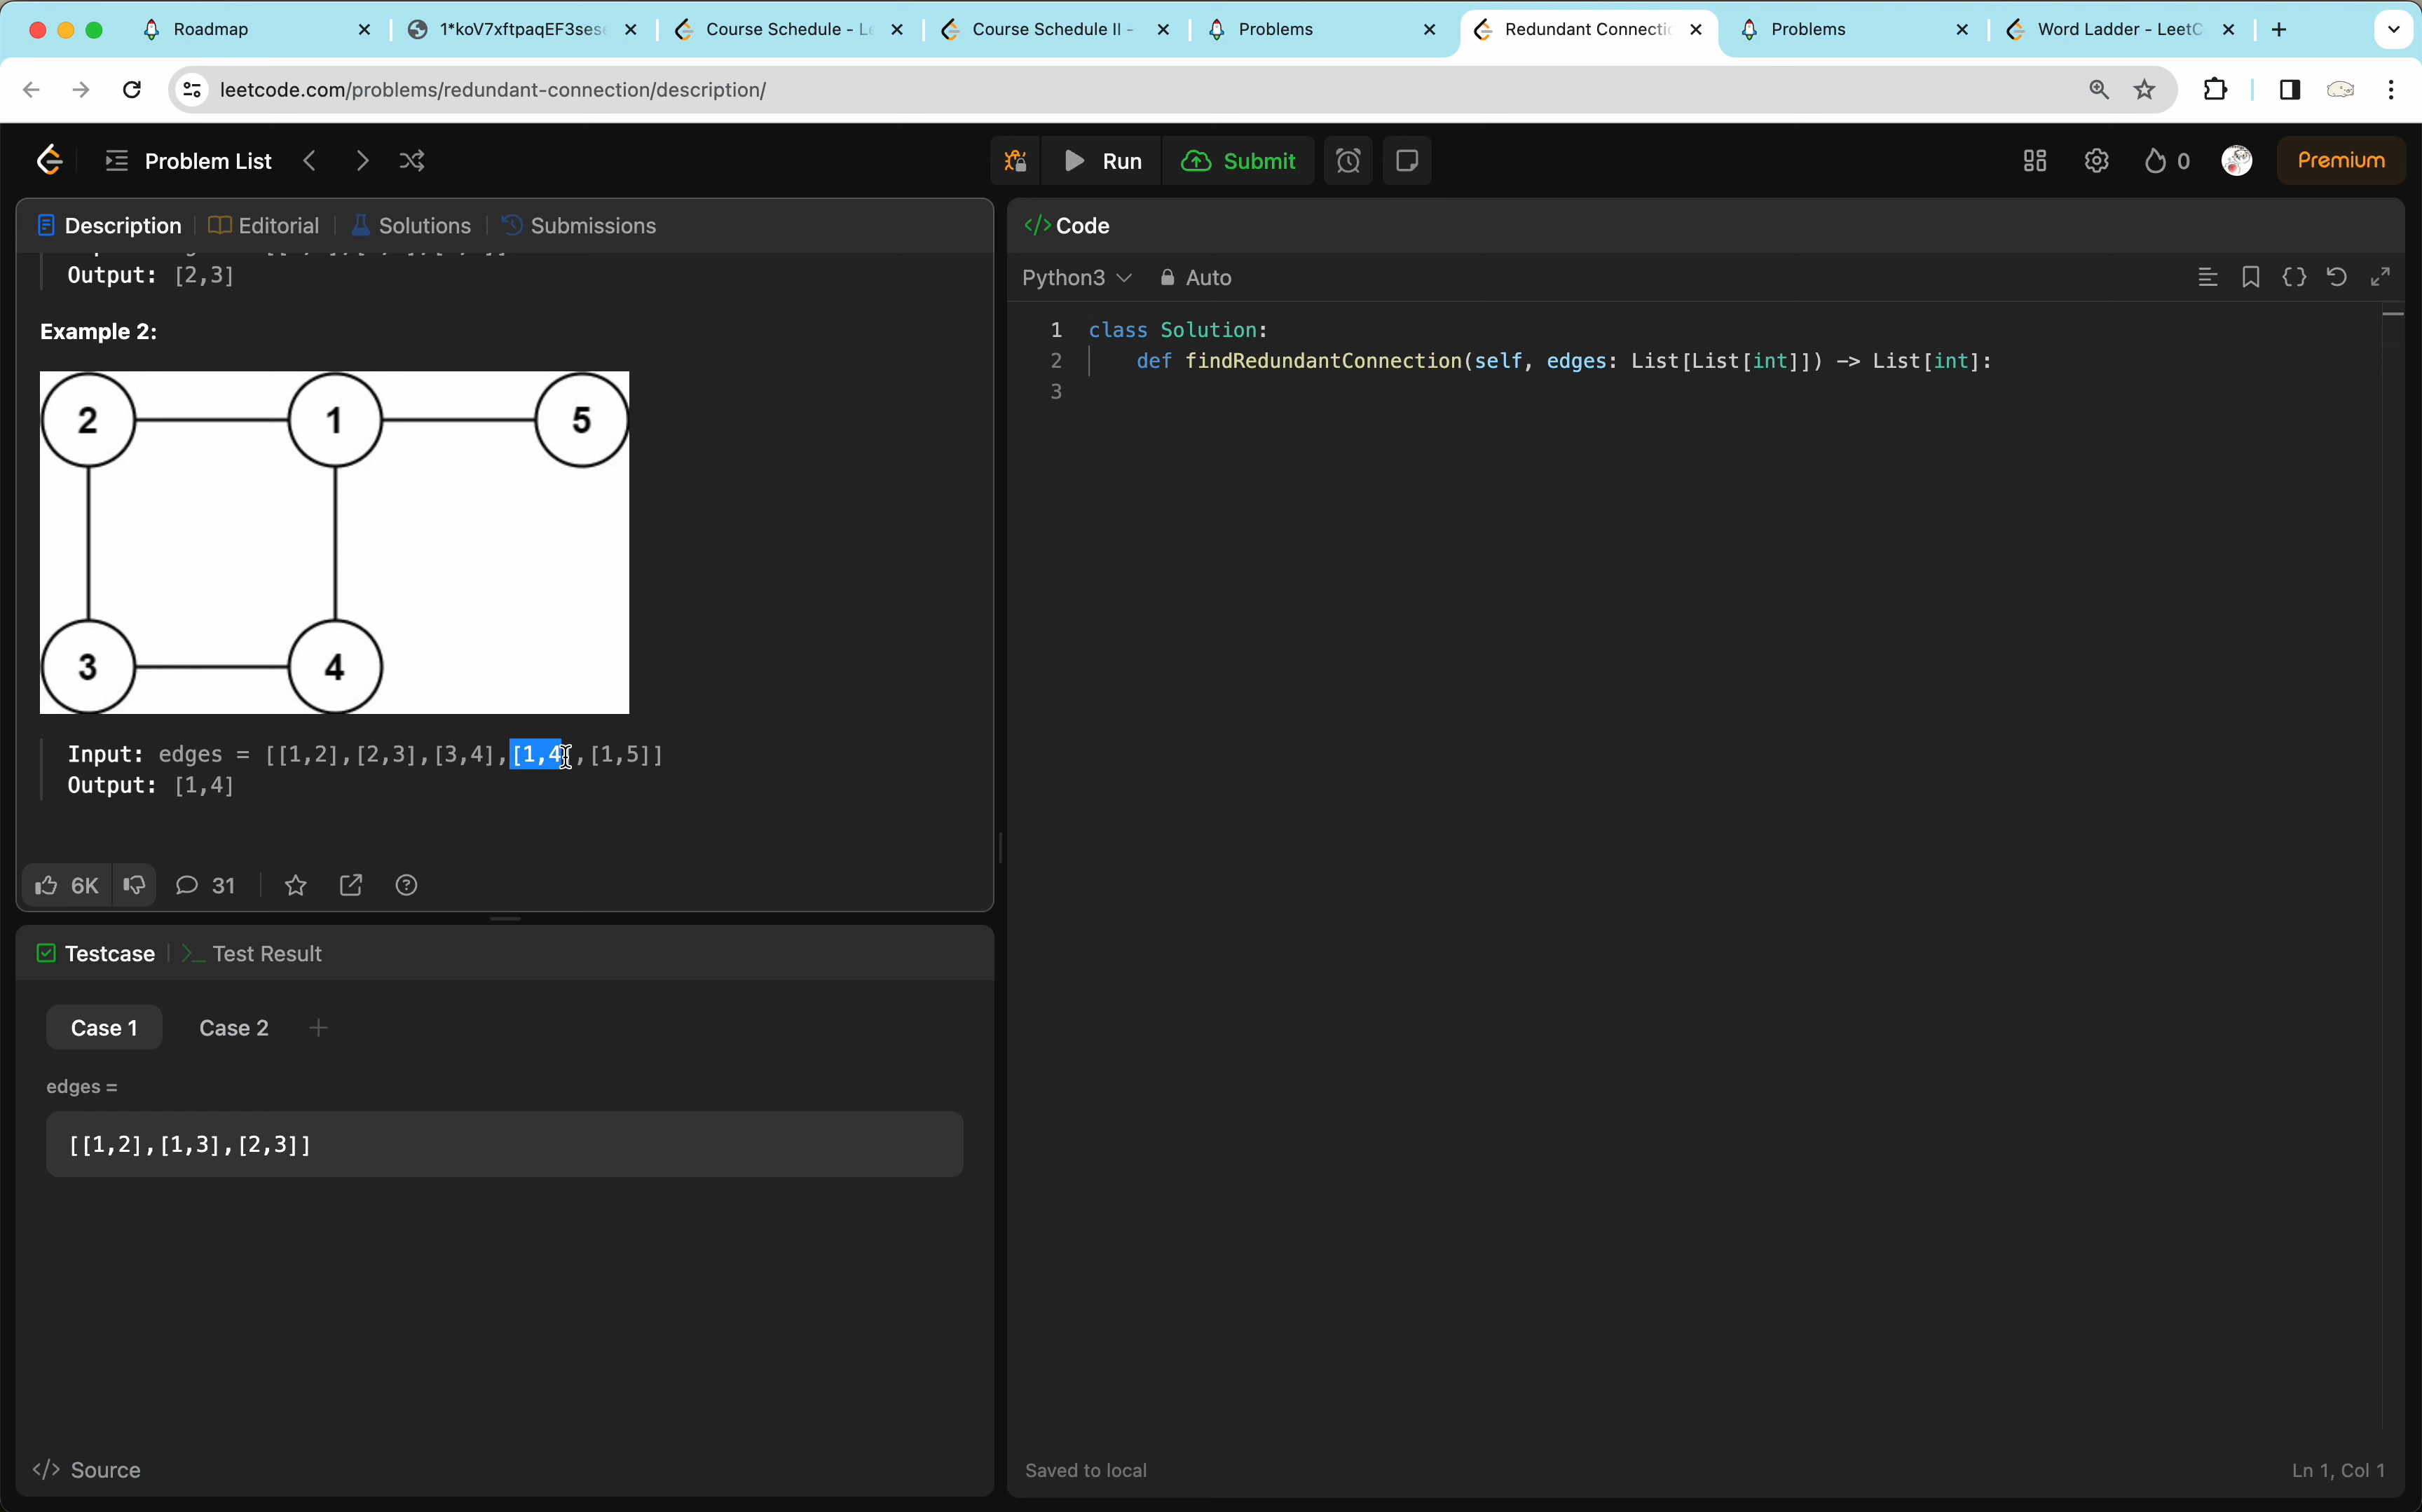 Roadmap
1*koV7xftpaqEF3sese
Course Schedule - Le
Course Schedule II -
Problems
Redundant Connectio
Problems
Word Ladder - LeetC
leetcode.com/problems/redundant-connection/description/
Problem List
Run
Submit
0
Premium
Description
Editorial
Solutions
Submissions
Output: [2,3]
Example 2:
2
1
5
3
4
Input: edges = [[1,2],[2,3],[3,4],[1,4],[1,5]]
Output: [1,4]
6K
31
Testcase
Test Result
Case 1
Case 2
edges =
[[1,2],[1,3],[2,3]]
Source
Code
Python3
Auto
1 class Solution:
2 def findRedundantConnection(self, edges: List[List[int]]) -> List[int]:
3
Saved to local
Ln 1, Col 1